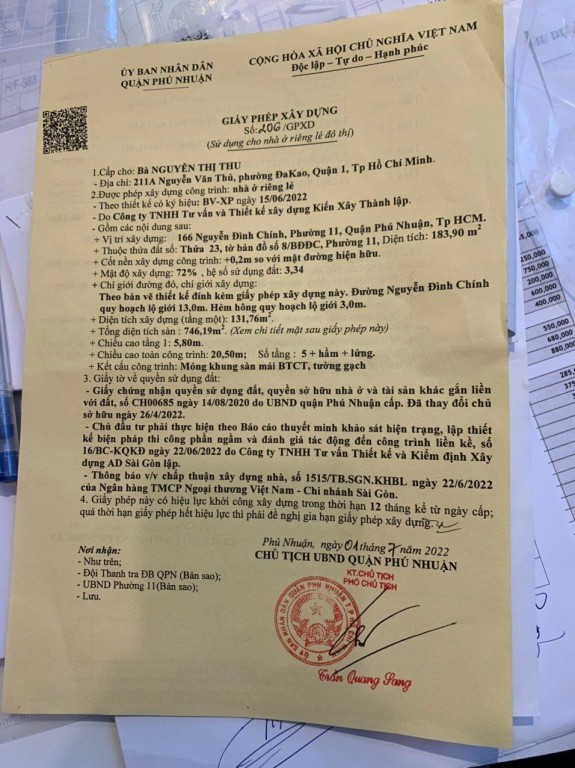 ỦY BAN NHÂN DÂN
QUẬN PHÚ NHUẬN
CỘNG HÒA XÃ HỘI CHỦ NGHĨA VIỆT NAM
Độc lập – Tự do – Hạnh phúc
GIẤY PHÉP XÂY DỰNG
Số: 206/GPXD
(Sử dụng cho nhà ở riêng lẻ đô thị)
1.Cấp cho: Bà NGUYỄN THỊ THU
- Địa chỉ: 211A Nguyễn Văn Thủ, phường ĐaKao, Quận 1, Tp Hồ Chí Minh.
2.Được phép xây dựng công trình: nhà ở riêng lẻ
- Theo thiết kế có ký hiệu: BV-XP ngày 15/06/2022
- Do Công ty TNHH Tư vấn và Thiết kế xây dựng Kiến Xây Thành lập.
- Gồm các nội dung sau:
+ Vị trí xây dựng: 166 Nguyễn Đình Chính, Phường 11, Quận Phú Nhuận, Tp HCM.
+ Thuộc thửa đất số: Thửa 23, tờ bản đồ số 8/BĐĐC, Phường 11, Diện tích: 183,90 m²
+ Cốt nền xây dựng công trình: +0,2m so với mặt đường hiện hữu.
+ Mật độ xây dựng: 72% , hệ số sử dụng đất: 3,34
+ Chỉ giới đường đỏ, chỉ giới xây dựng:
Theo bản vẽ thiết kế đính kèm giấy phép xây dựng này. Đường Nguyễn Đình Chính
quy hoạch lộ giới 13,0m. Hẻm hông quy hoạch lộ giới 3,0m.
+ Diện tích xây dựng (tầng một): 131,76m².
+ Tổng diện tích sàn : 746,19m². (Xem chi tiết mặt sau giấy phép này)
+ Chiều cao tầng 1: 5,80m.
+ Chiều cao toàn công trình: 20,50m; Số tầng : 5 + hầm + lửng.
+ Kết cấu công trình: Móng khung sàn mái BTCT, tường gạch
3. Giấy tờ về quyền sử dụng đất:
- Giấy chứng nhận quyền sử dụng đất, quyền sở hữu nhà ở và tài sản khác gắn liền
với đất, số CH00685 ngày 14/08/2020 do UBND quận Phú Nhuận cấp. Đã thay đổi chủ
sở hữu ngày 26/4/2022.
- Chủ đầu tư phải thực hiện theo Báo cáo thuyết minh khảo sát hiện trạng, lập thiết
kế biện pháp thi công phần ngầm và đánh giá tác động đến công trình liền kề, số
16/BC-KQKĐ ngày 22/06/2022 do Công ty TNHH Tư vấn Thiết kế và Kiểm định Xây
dựng AD Sài Gòn lập.
- Thông báo v/v chấp thuận xây dựng nhà, số 1515/TB.SGN.KHBL ngày 22/6/2022
của Ngân hàng TMCP Ngoại thương Việt Nam - Chi nhánh Sài Gòn.
4. Giấy phép này có hiệu lực khởi công xây dựng trong thời hạn 12 tháng kể từ ngày cấp;
quá thời hạn giấy phép hết hiệu lực thì phải đề nghị gia hạn giấy phép xây dựng.
Phú Nhuận, ngày 01 tháng 7 năm 2022
CHỦ TỊCH UBND QUẬN PHÚ NHUẬN
KT.CHỦ TỊCH
PHÓ CHỦ TỊCH
Nơi nhận:
- Như trên;
- Đội Thanh tra ĐB QPN (Bản sao);
- UBND Phường 11(Bản sao);
- Lưu.
Trần Quang Sang
250,000
750,000
200,000
600,000
400,000
550,000
680,000
880,000